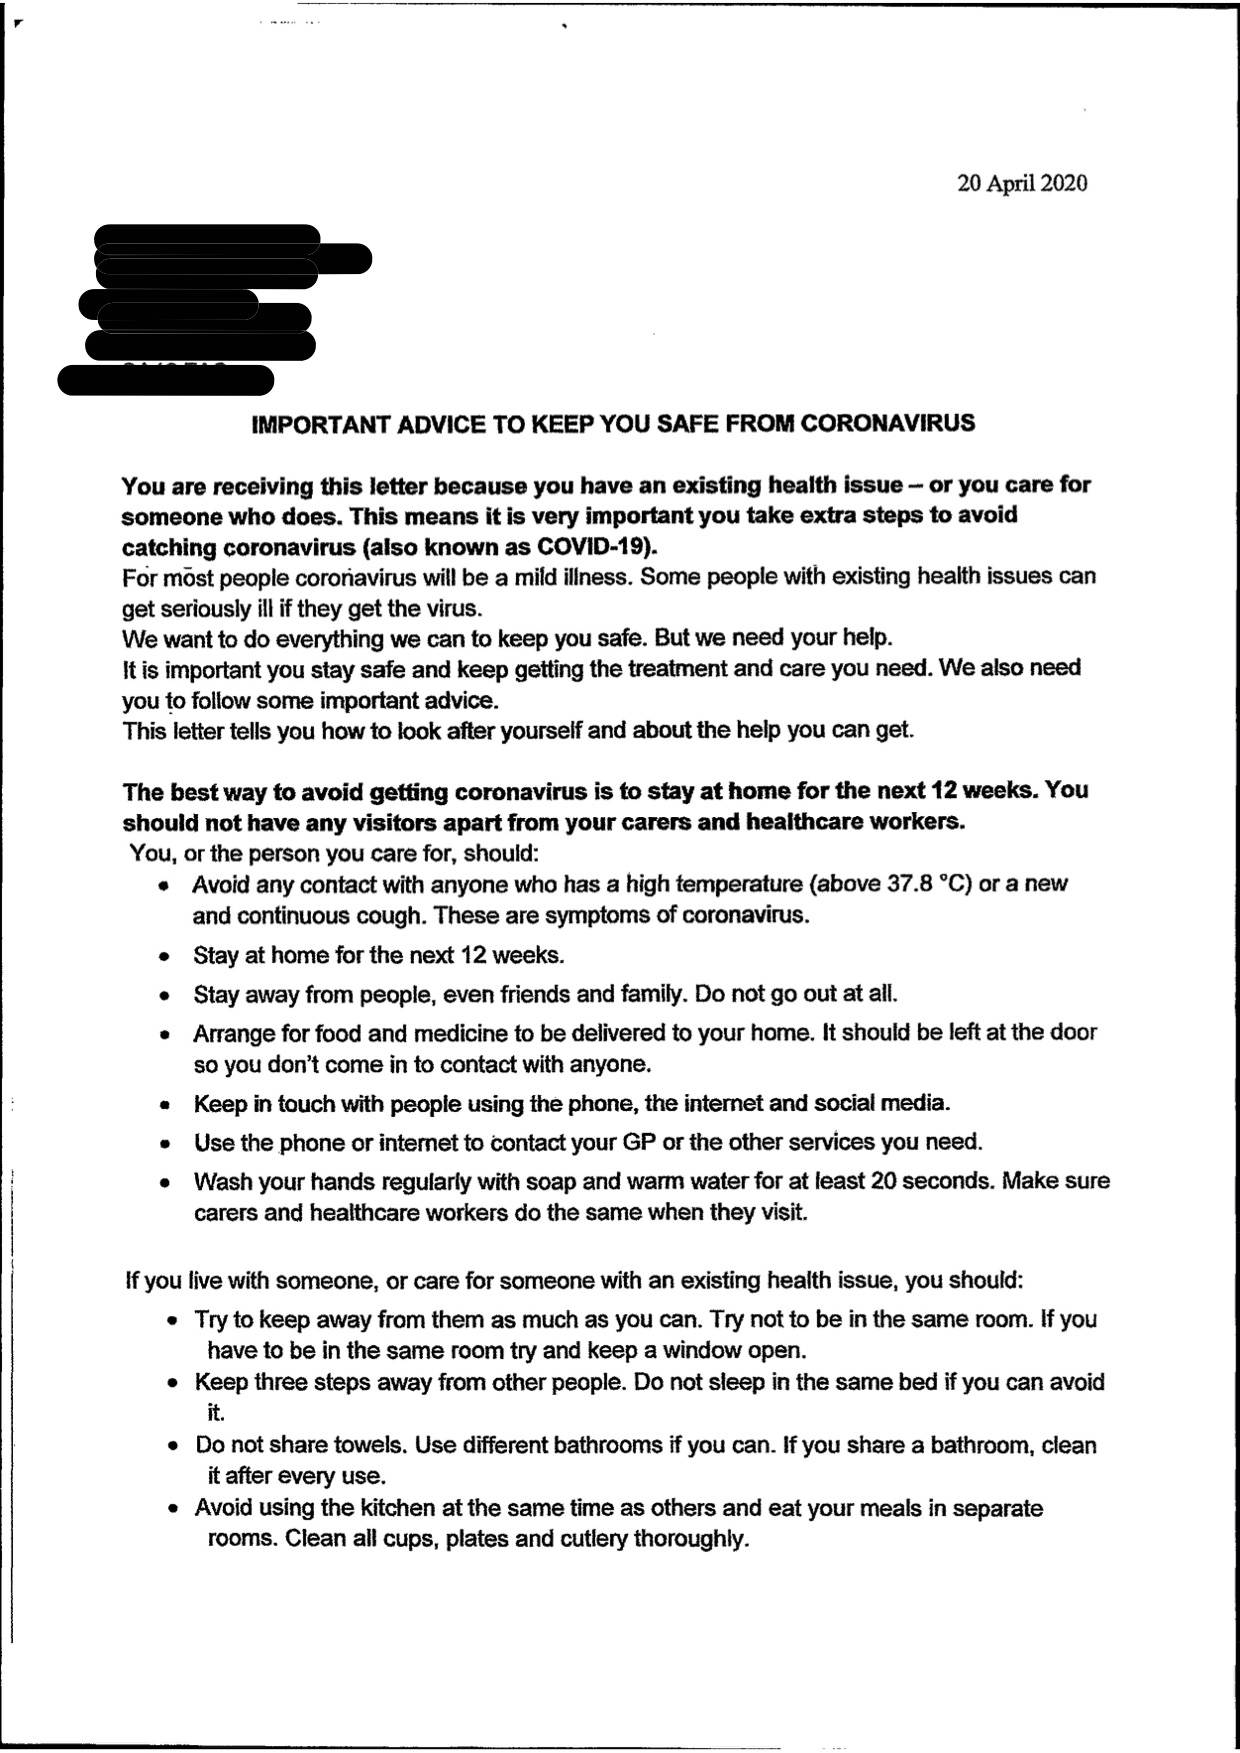 20 April 2020
IMPORTANT ADVICE TO KEEP YOU SAFE FROM CORONAVIRUS
You are receiving this letter because you have an existing health issue – or you care for
someone who does. This means it is very important you take extra steps to avoid
catching coronavirus (also known as COVID-19).
For most people coronavirus will be a mild illness. Some people with existing health issues can
get seriously ill if they get the virus.
We want to do everything we can to keep you safe. But we need your help.
It is important you stay safe and keep getting the treatment and care you need. We also need
you to follow some important advice.
This letter tells you how to look after yourself and about the help you can get.
The best way to avoid getting coronavirus is to stay at home for the next 12 weeks. You
should not have any visitors apart from your carers and healthcare workers.
You, or the person you care for, should:
• Avoid any contact with anyone who has a high temperature (above 37.8 °C) or a new
and continuous cough. These are symptoms of coronavirus.
• Stay at home for the next 12 weeks.
• Stay away from people, even friends and family. Do not go out at all.
• Arrange for food and medicine to be delivered to your home. It should be left at the door
so you don't come in to contact with anyone.
• Keep in touch with people using the phone, the internet and social media.
• Use the phone or internet to contact your GP or the other services you need.
• Wash your hands regularly with soap and warm water for at least 20 seconds. Make sure
carers and healthcare workers do the same when they visit.
If you live with someone, or care for someone with an existing health issue, you should:
• Try to keep away from them as much as you can. Try not to be in the same room. If you
have to be in the same room try and keep a window open.
• Keep three steps away from other people. Do not sleep in the same bed if you can avoid
it.
• Do not share towels. Use different bathrooms if you can. If you share a bathroom, clean
it after every use.
• Avoid using the kitchen at the same time as others and eat your meals in separate
rooms. Clean all cups, plates and cutlery thoroughly.